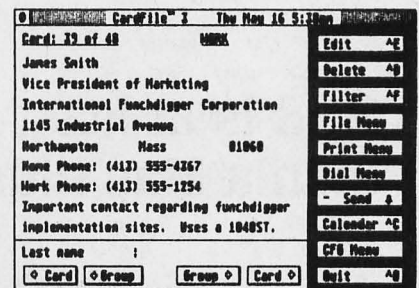 CardFile™ 3 Thu May 16 5:28am
Card: 39 of 48 WORK
James Smith
Vice President of Marketing
International Funchdigger Corporation
1145 Industrial Avenue
Northampton Mass 01060
Home Phone: (413) 555-4367
Work Phone: (413) 555-1254
Important contact regarding funchdigger
implementation sites. Uses a 1040ST.
Last name :
◊ Card ◊ Group Group ◊ Card ◊
Edit ^E
Delete ^D
Filter ^F
File Menu
Print Menu
Dial Menu
- Send ⇩
Calendar ^C
CFG Menu
Quit ^Q